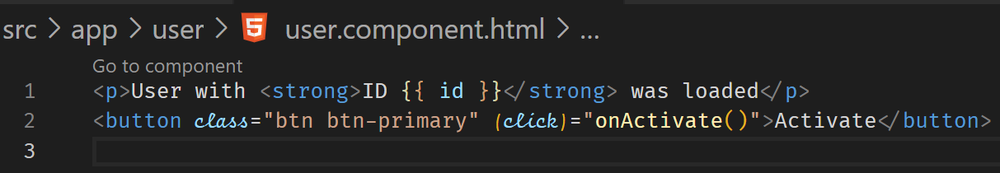 src > app > user > 5 user.component.html > ...
Go to component
1 <p>User with <strong>ID {{ id }}</strong> was loaded</p>
2 <button class="btn btn-primary" (click)="onActivate()">Activate</button>
3